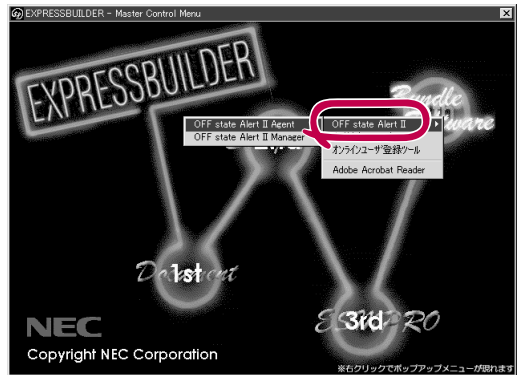 EXPRESSBUILDER - Master Control Menu
EXPRESSBUILDER
Bundle
OFF state Alert II Agent
OFF state Alert II
OFF state Alert II Manager
オンラインユーザ登録ツール
Adobe Acrobat Reader
Document
1st
3rd
NEC
Copyright NEC Corporation
※右クリックでポップアップメニューが現れます